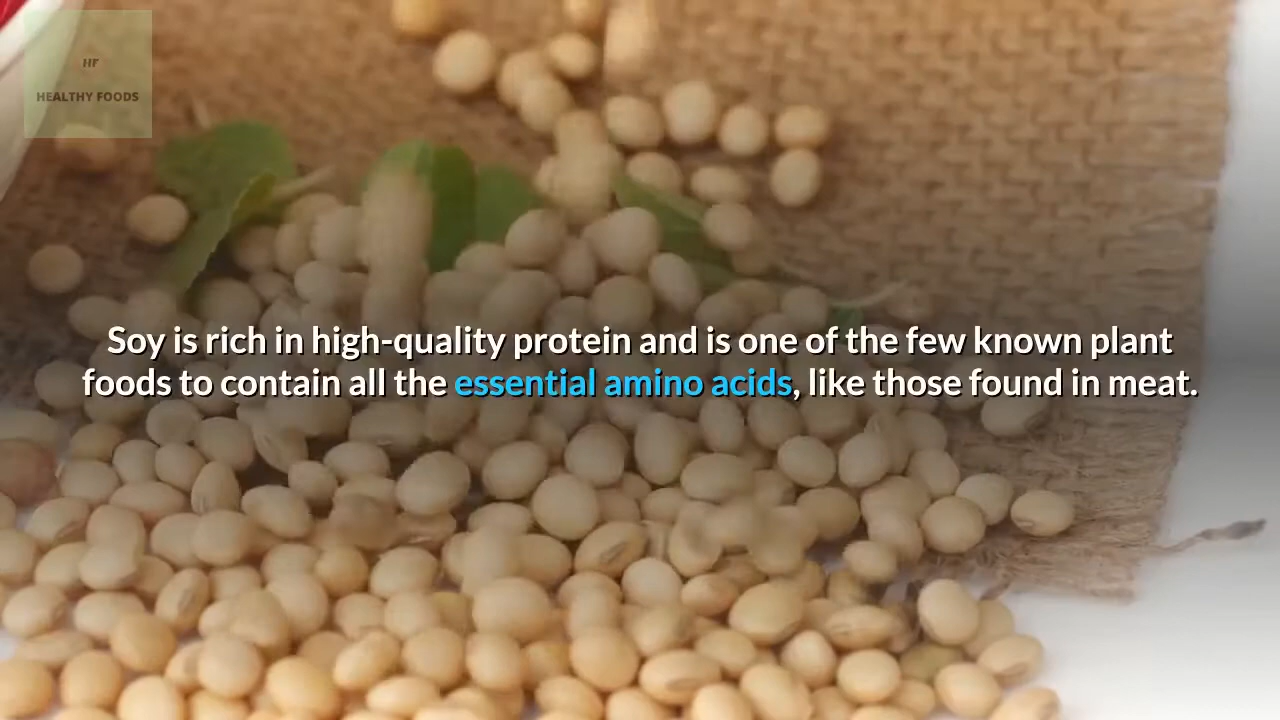 HF
HEALTHY FOODS
Soy is rich in high-quality protein and is one of the few known plant
foods to contain all the essential amino acids, like those found in meat.